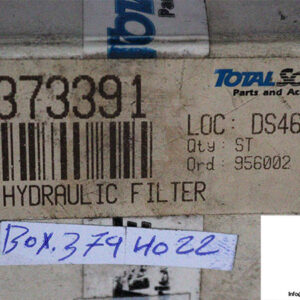 373391
HYDRAULIC FILTER
TOTAL
Parts and Ac
LOC: DS46
Qty: ST
Ord: 956002
BOX.3794022